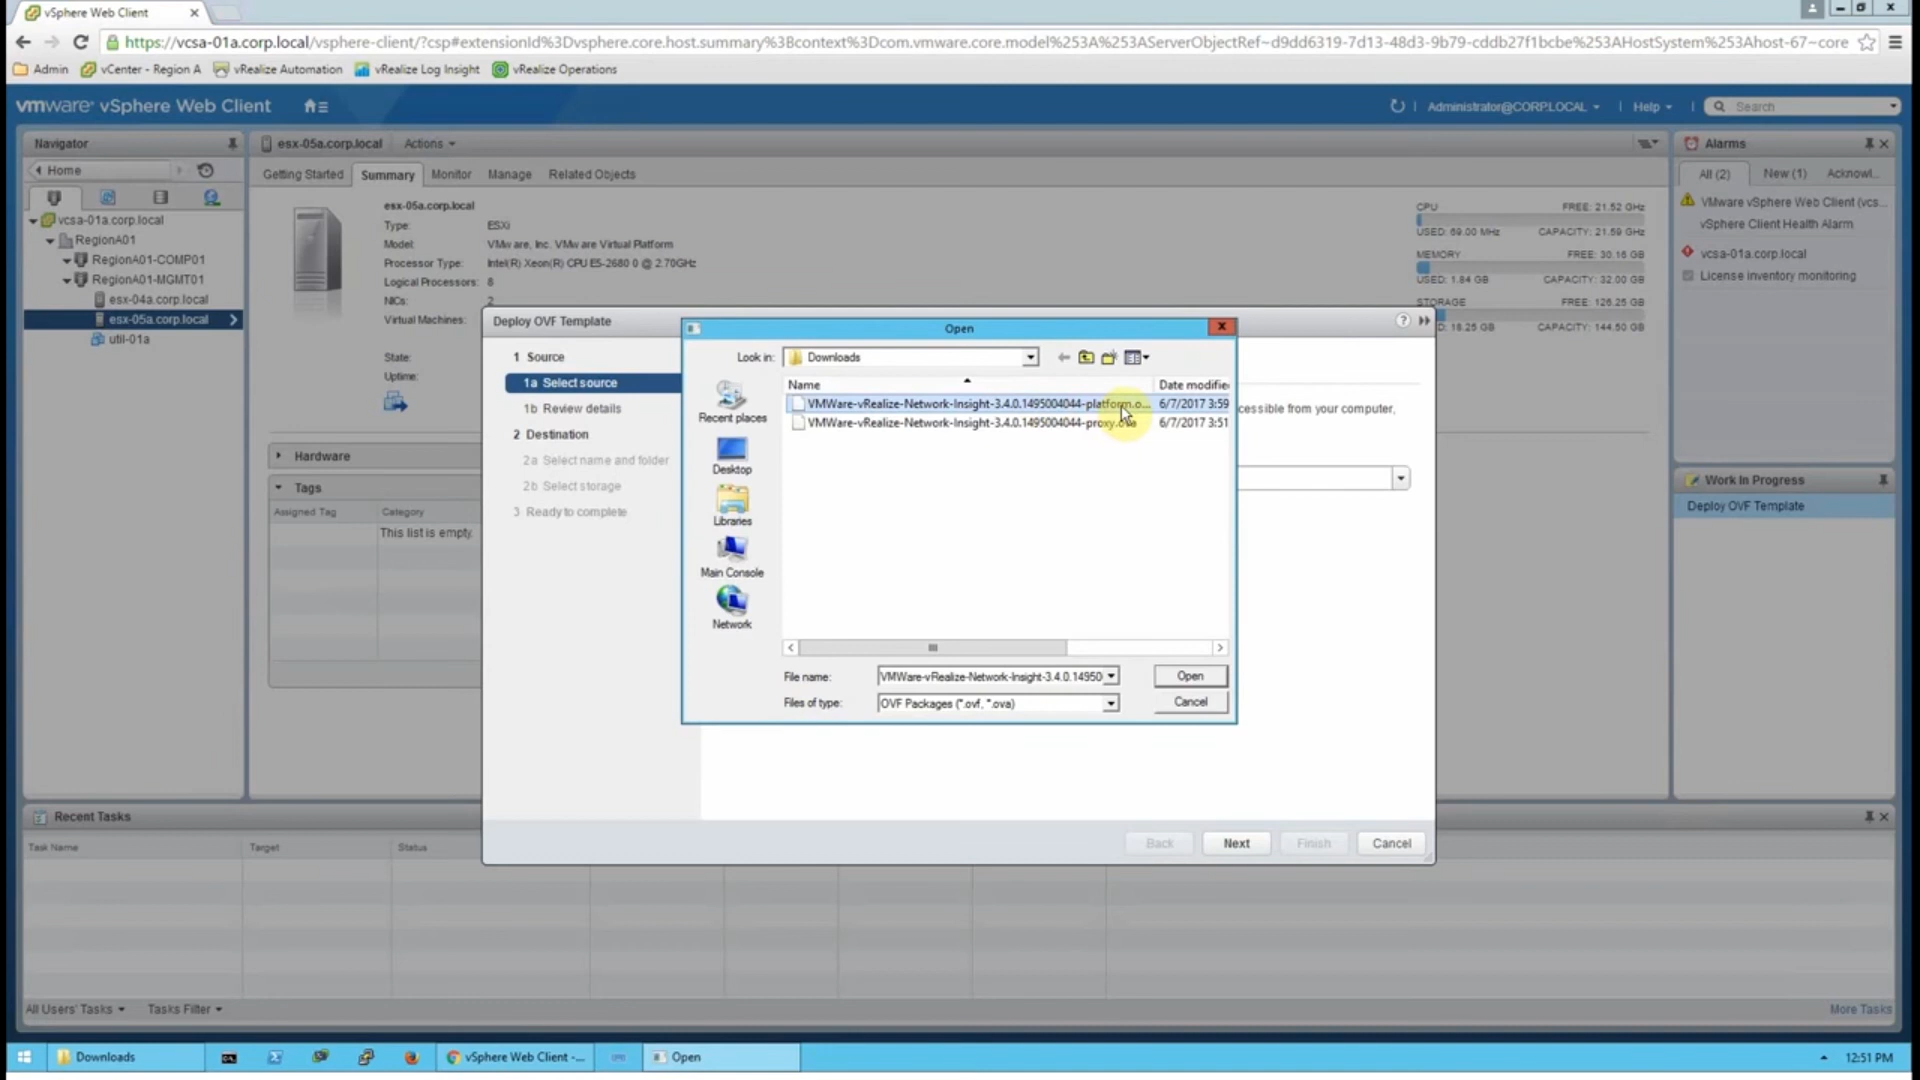 vSphere Web Client
https://vcsa-01a.corp.local/vsphere-client/?csp#extensionId%3Dvsphere.core.host.summary%3Bcontext%3Dcom.vmware.core.model%253A%253AServerObjectRef~d9dd6319-7d13-48d3-9b79-cddb27f1bcbe%253AHostSystem%253Ahost-67~core
Admin vCenter - Region A vRealize Automation vRealize Log Insight vRealize Operations
vmware® vSphere Web Client
Administrator@CORP.LOCAL Help Search
Navigator
Home
vcsa-01a.corp.local
RegionA01
RegionA01-COMP01
RegionA01-MGMT01
esx-04a.corp.local
esx-05a.corp.local
util-01a
esx-05a.corp.local Actions
Getting Started Summary Monitor Manage Related Objects
esx-05a.corp.local
Type: ESXi
Model: VMware, Inc. VMware Virtual Platform
Processor Type: Intel(R) Xeon(R) CPU E5-2680 0 @ 2.70GHz
Logical Processors: 8
NICs: 2
Virtual Machines:
State:
Uptime:
CPU FREE: 21.52 GHz
USED: 69.00 MHz CAPACITY: 21.59 GHz
MEMORY FREE: 30.16 GB
USED: 1.84 GB CAPACITY: 32.00 GB
STORAGE FREE: 126.25 GB
D: 18.25 GB CAPACITY: 144.50 GB
Hardware
Tags
Assigned Tag Category
This list is empty.
Deploy OVF Template
1 Source
1a Select source
1b Review details
2 Destination
2a Select name and folder
2b Select storage
3 Ready to complete
cessible from your computer,
Back Next Finish Cancel
Open
Look in: Downloads
Recent places
Desktop
Libraries
Main Console
Network
Name Date modifie
VMWare-vRealize-Network-Insight-3.4.0.1495004044-platform.o... 6/7/2017 3:59
VMWare-vRealize-Network-Insight-3.4.0.1495004044-proxy.ova 6/7/2017 3:51
File name: VMWare-vRealize-Network-Insight-3.4.0.14950 Open
Files of type: OVF Packages (*.ovf, *.ova) Cancel
Alarms
All (2) New (1) Acknowl...
VMware vSphere Web Client (vcs...
vSphere Client Health Alarm
vcsa-01a.corp.local
License inventory monitoring
Work In Progress
Deploy OVF Template
Recent Tasks
Task Name Target Status
All Users' Tasks Tasks Filter More Tasks
Downloads vSphere Web Client -... Open 12:51 PM